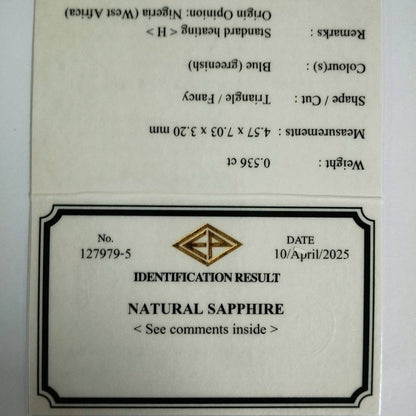 Weight : 0.536 ct
Measurements : 4.57 x 7.03 x 3.20 mm
Shape / Cut : Triangle / Fancy
Colour(s) : Blue (greenish)
Remarks : Standard heating < H >
Origin Opinion: Nigeria (West Africa)
No. EP DATE
127979-5 10/April/2025
IDENTIFICATION RESULT
NATURAL SAPPHIRE
< See comments inside >